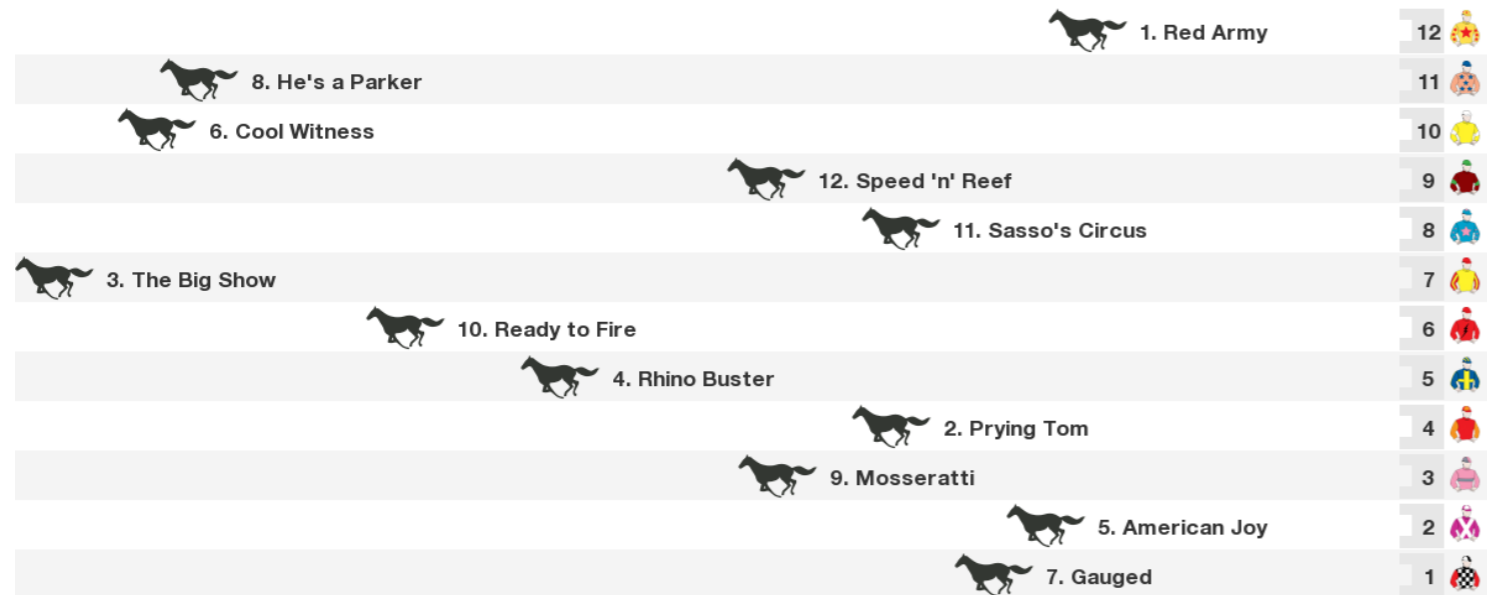 1. Red Army 12
8. He's a Parker 11
6. Cool Witness 10
12. Speed 'n' Reef 9
11. Sasso's Circus 8
3. The Big Show 7
10. Ready to Fire 6
4. Rhino Buster 5
2. Prying Tom 4
9. Mosseratti 3
5. American Joy 2
7. Gauged 1